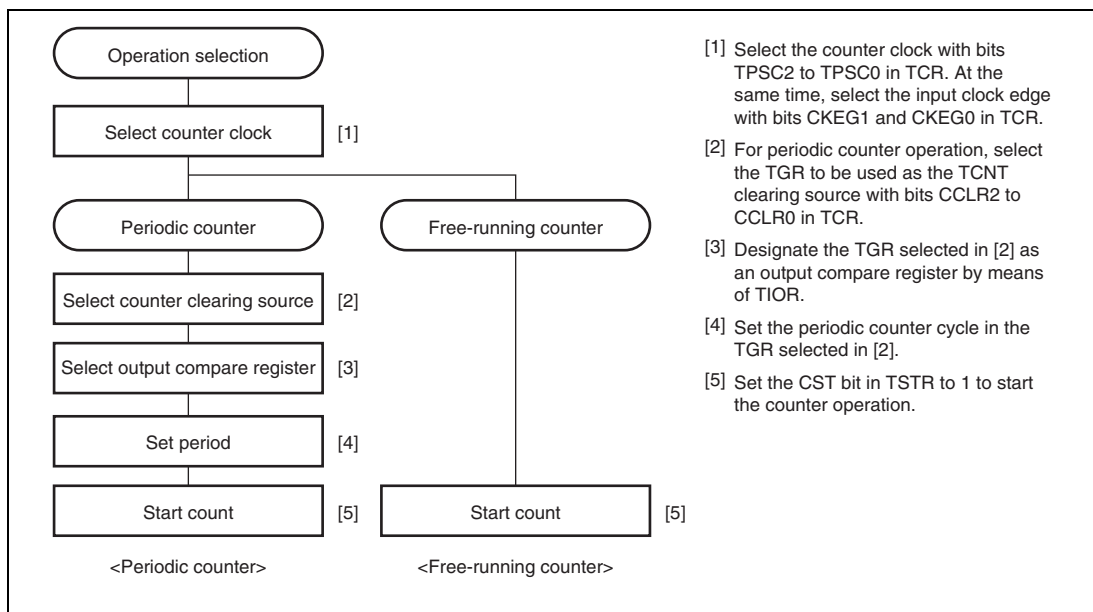 Operation selection
Select counter clock
[1]
Periodic counter
Free-running counter
Select counter clearing source
[2]
Select output compare register
[3]
Set period
[4]
Start count
[5]
Start count
[5]
<Periodic counter>
<Free-running counter>
[1] Select the counter clock with bits
TPSC2 to TPSC0 in TCR. At the
same time, select the input clock edge
with bits CKEG1 and CKEG0 in TCR.
[2] For periodic counter operation, select
the TGR to be used as the TCNT
clearing source with bits CCLR2 to
CCLR0 in TCR.
[3] Designate the TGR selected in [2] as
an output compare register by means
of TIOR.
[4] Set the periodic counter cycle in the
TGR selected in [2].
[5] Set the CST bit in TSTR to 1 to start
the counter operation.